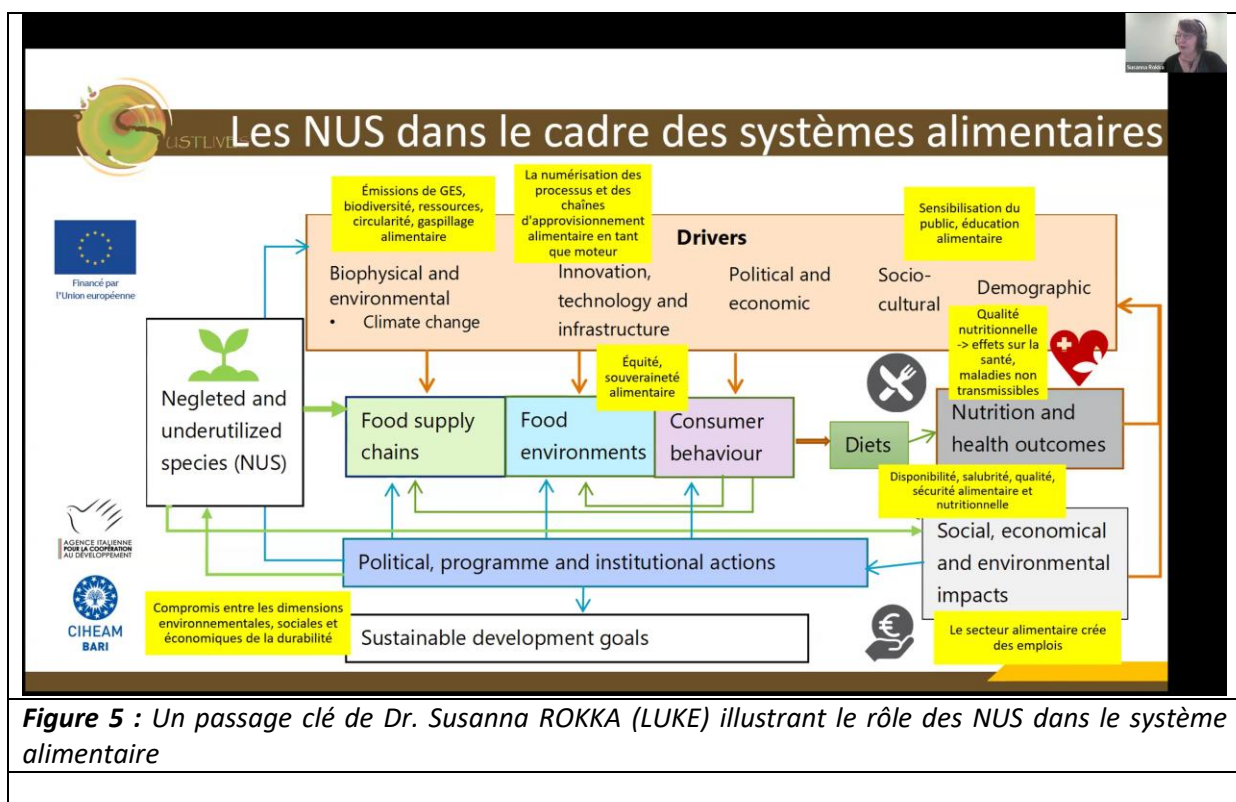 Susanna Rokka
USTLIVES
Les NUS dans le cadre des systèmes alimentaires
Financé par
l'Union européenne
Émissions de GES,
biodiversité, ressources,
circularité, gaspillage
alimentaire
La numérisation des
processus et des
chaînes
d'approvisionnement
alimentaire en tant
que moteur
Sensibilisation du
public, éducation
alimentaire
Drivers
Biophysical and
environmental
• Climate change
Innovation,
technology and
infrastructure
Political and
economic
Socio-
cultural
Demographic
Qualité
nutritionnelle
-> effets sur la
santé,
maladies non
transmissibles
Équité,
souveraineté
alimentaire
Negleted and
underutilized
species (NUS)
Food supply
chains
Food
environments
Consumer
behaviour
Diets
Nutrition and
health outcomes
Disponibilité, salubrité, qualité,
sécurité alimentaire et
nutritionnelle
Social, economical
and environmental
impacts
AGENCE ITALIENNE
POUR LA COOPÉRATION
AU DÉVELOPPEMENT
Political, programme and institutional actions
CIHEAM
BARI
Compromis entre les dimensions
environnementales, sociales et
économiques de la durabilité
Sustainable development goals
€
Le secteur alimentaire crée
des emplois
Figure 5 : Un passage clé de Dr. Susanna ROKKA (LUKE) illustrant le rôle des NUS dans le système
alimentaire